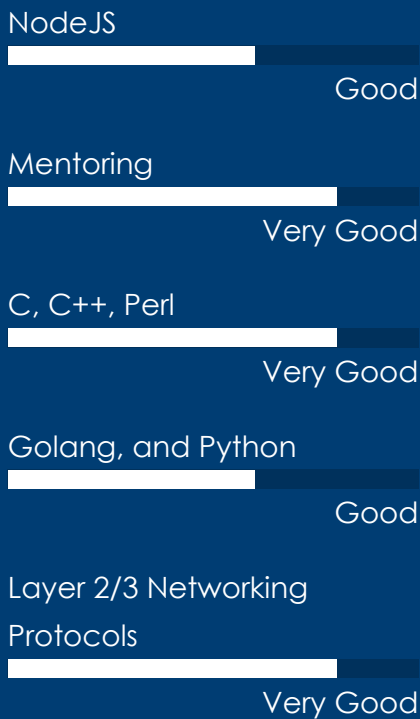 NodeJS
Good
Mentoring
Very Good
C, C++, Perl
Very Good
Golang, and Python
Good
Layer 2/3 Networking
Protocols
Very Good